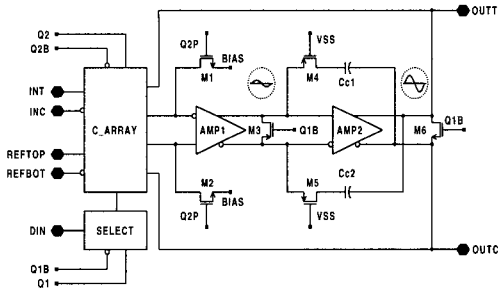 OUTT
Q2
Q2B
Q2P
BIAS
VSS
M1
M4
Cc1
INT
INC
C_ARRAY
AMP1
M3
Q1B
AMP2
M6
Q1B
REFTOP
REFBOT
M2
BIAS
Q2P
M5
Cc2
VSS
DIN
SELECT
OUTC
Q1B
Q1